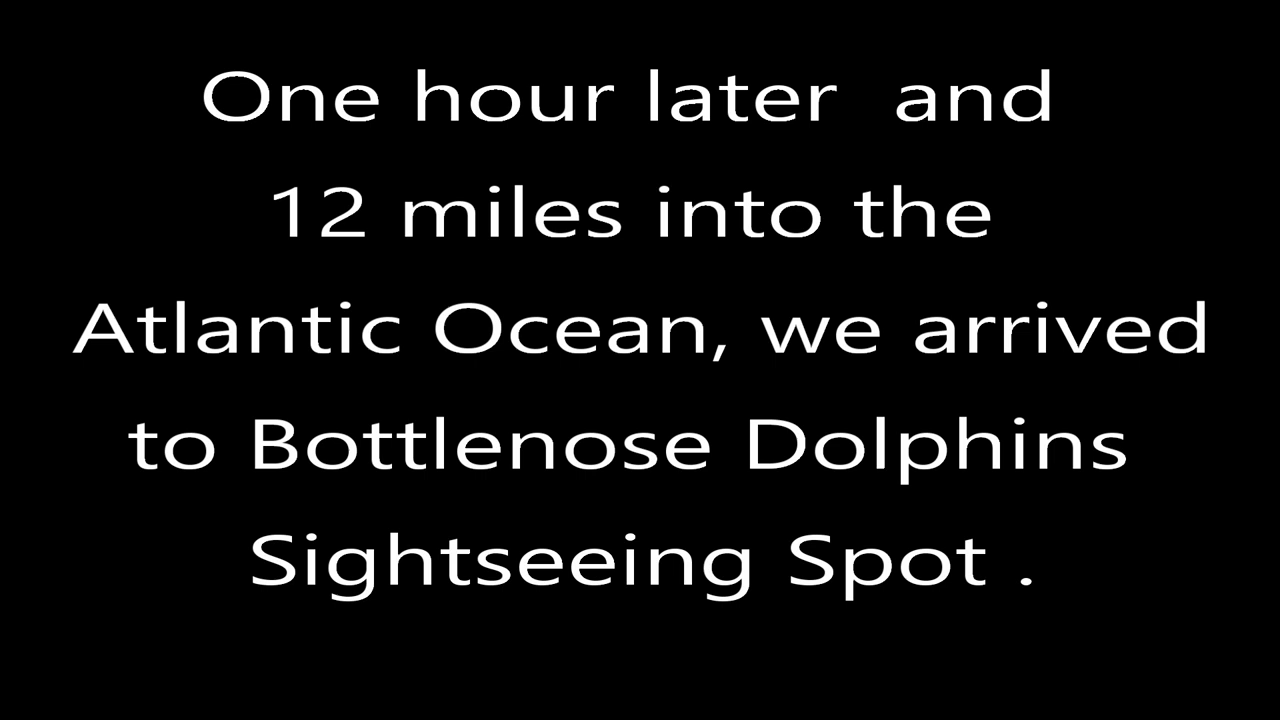 One hour later  and
12 miles into the
Atlantic Ocean, we arrived
to Bottlenose Dolphins
Sightseeing Spot .